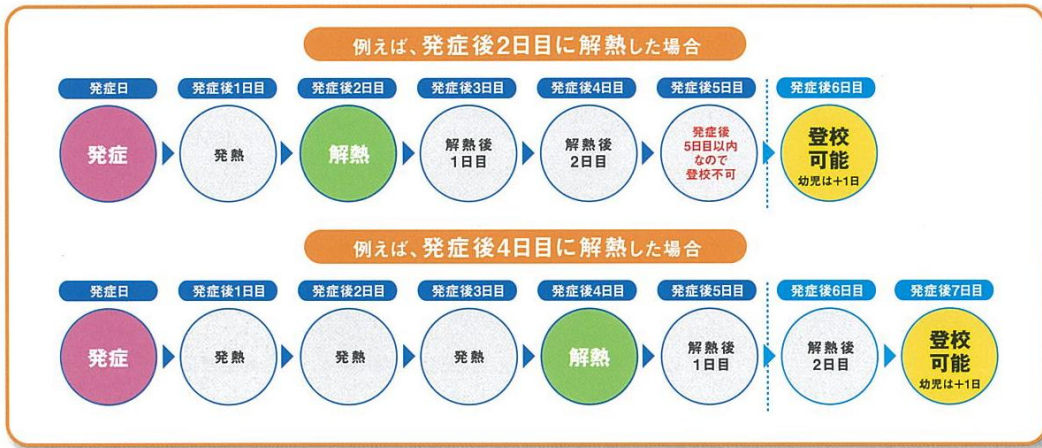 例えば、発症後2日目に解熱した場合
発症日
発症後1日目
発症後2日目
発症後3日目
発症後4日目
発症後5日目
発症後6日目
発症
発熱
解熱
解熱後
1日目
解熱後
2日目
発症後
5日目以内
なので
登校不可
登校
可能
幼児は+1日
例えば、発症後4日目に解熱した場合
発症日
発症後1日目
発症後2日目
発症後3日目
発症後4日目
発症後5日目
発症後6日目
発症後7日目
発症
発熱
発熱
発熱
解熱
解熱後
1日目
解熱後
2日目
登校
可能
幼児は+1日